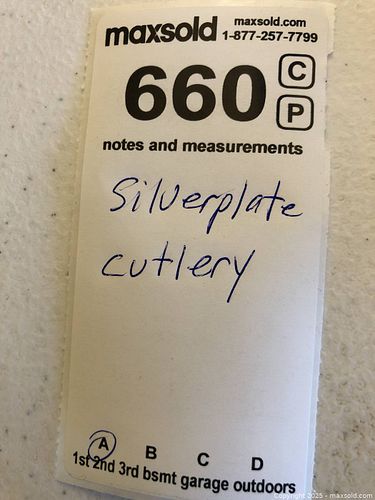 maxsold maxsold.com
1-877-257-7799
660 C
P
notes and measurements
Silverplate
cutlery
A B C D
1st 2nd 3rd bsmt garage outdoors
Copyright 2025 - maxsold.com